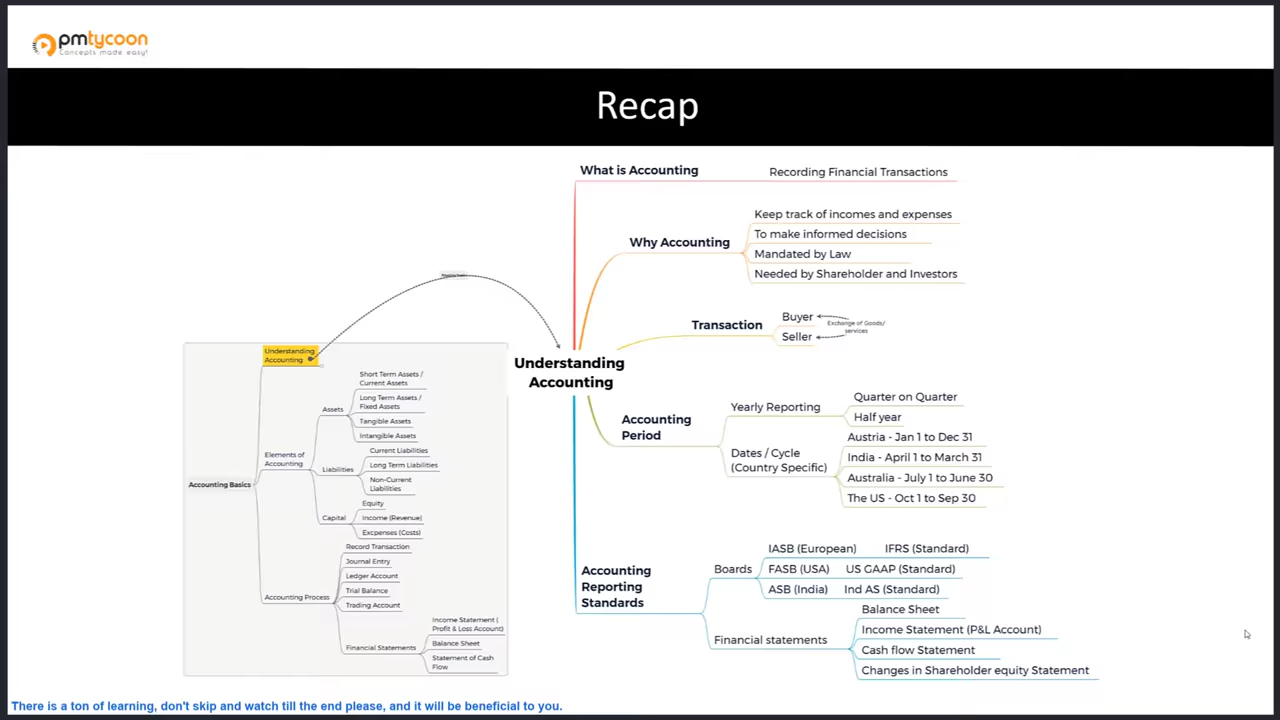 pmtycoon
Concepts made easy!
Recap
What is Accounting
Recording Financial Transactions
Why Accounting
Keep track of incomes and expenses
To make informed decisions
Mandated by Law
Needed by Shareholder and Investors
Transaction
Buyer
Seller
Exchange of Goods/
services
Understanding
Accounting
Accounting
Period
Yearly Reporting
Quarter on Quarter
Half year
Dates / Cycle
(Country Specific)
Austria - Jan 1 to Dec 31
India - April 1 to March 31
Australia - July 1 to June 30
The US - Oct 1 to Sep 30
Accounting
Reporting
Standards
Boards
IASB (European) IFRS (Standard)
FASB (USA) US GAAP (Standard)
ASB (India) Ind AS (Standard)
Financial statements
Balance Sheet
Income Statement (P&L Account)
Cash flow Statement
Changes in Shareholder equity Statement
Accounting Basics
Understanding
Accounting
Elements of
Accounting
Assets
Short Term Assets /
Current Assets
Long Term Assets /
Fixed Assets
Tangible Assets
Intangible Assets
Liabilities
Current Liabilities
Long Term Liabilities
Non-Current
Liabilities
Capital
Equity
Income (Revenue)
Excpenses (Costs)
Accounting Process
Record Transaction
Journal Entry
Ledger Account
Trial Balance
Trading Account
Financial Statements
Income Statement (
Profit & Loss Account)
Balance Sheet
Statement of Cash
Flow
There is a ton of learning, don't skip and watch till the end please, and it will be beneficial to you.